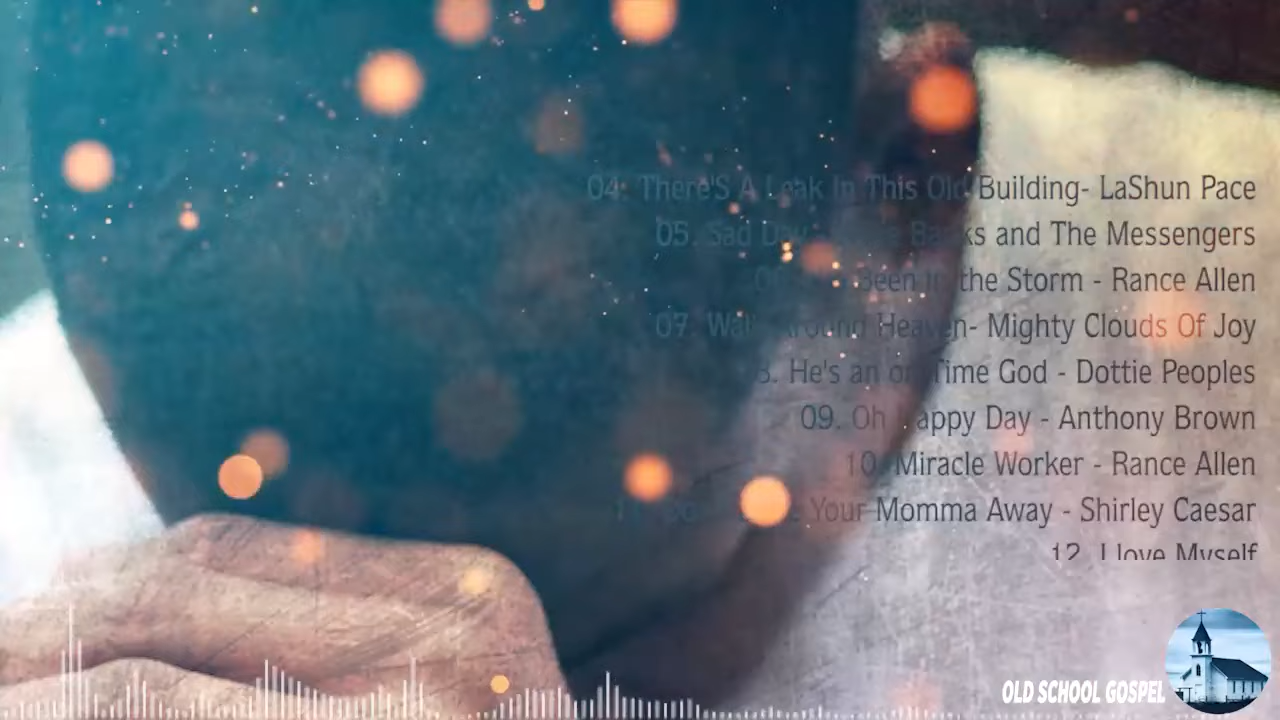 04. There'S A Leak In This Old Building- LaShun Pace
05. Sad Day Banks and The Messengers
Been In the Storm - Rance Allen
07. Walk Around Heaven- Mighty Clouds Of Joy
He's an on Time God - Dottie Peoples
09. Oh Happy Day - Anthony Brown
10. Miracle Worker - Rance Allen
Your Momma Away - Shirley Caesar
12. I love Myself
OLD SCHOOL GOSPEL